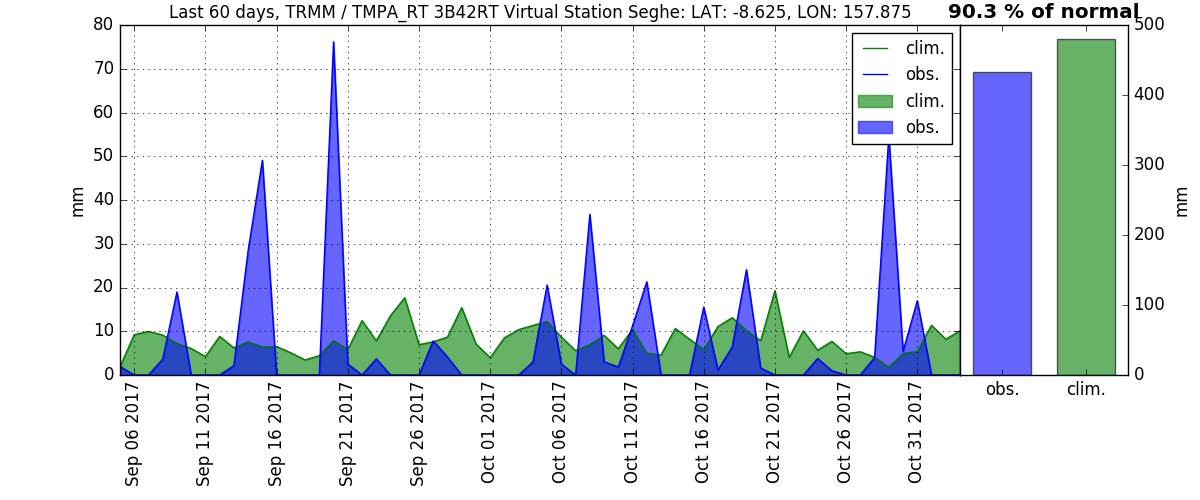 Last 60 days, TRMM / TMPA_RT 3B42RT Virtual Station Seghe: LAT: -8.625, LON: 157.875
90.3 % of normal
80
70
60
50
40
30
20
10
0
mm
clim.
obs.
clim.
obs.
500
400
300
200
100
0
mm
Sep 06 2017
Sep 11 2017
Sep 16 2017
Sep 21 2017
Sep 26 2017
Oct 01 2017
Oct 06 2017
Oct 11 2017
Oct 16 2017
Oct 21 2017
Oct 26 2017
Oct 31 2017
obs.
clim.